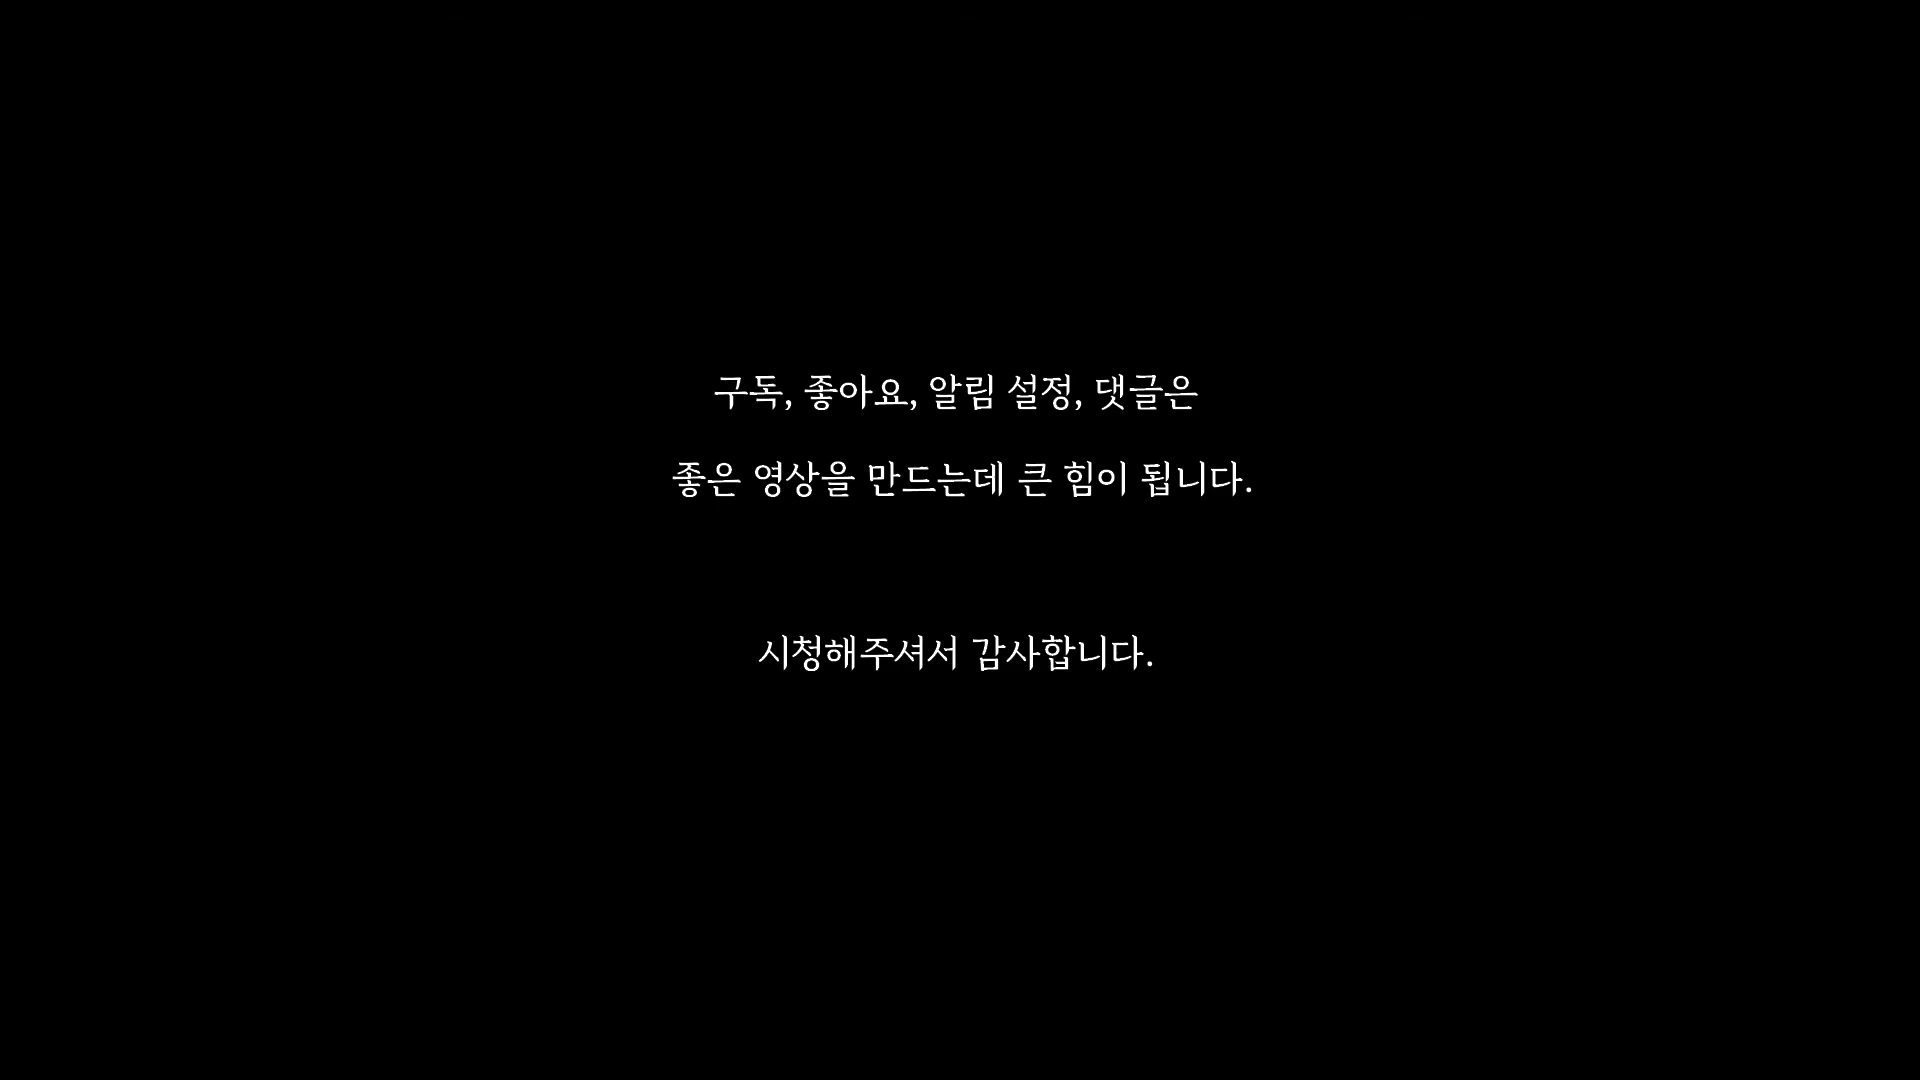 구독, 좋아요, 알림 설정, 댓글은
좋은 영상을 만드는데 큰 힘이 됩니다.
시청해주셔서 감사합니다.